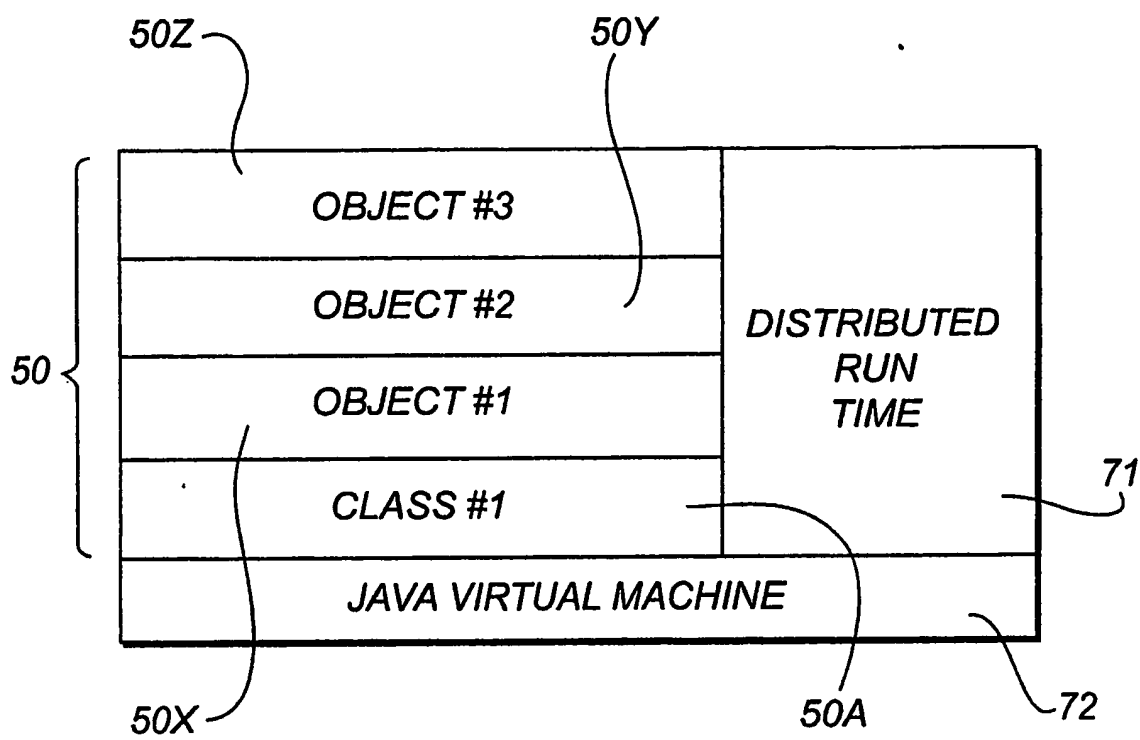 50Z
50Y
OBJECT #3
OBJECT #2
DISTRIBUTED
RUN
TIME
50
OBJECT #1
71
CLASS #1
JAVA VIRTUAL MACHINE
50X
50A
72